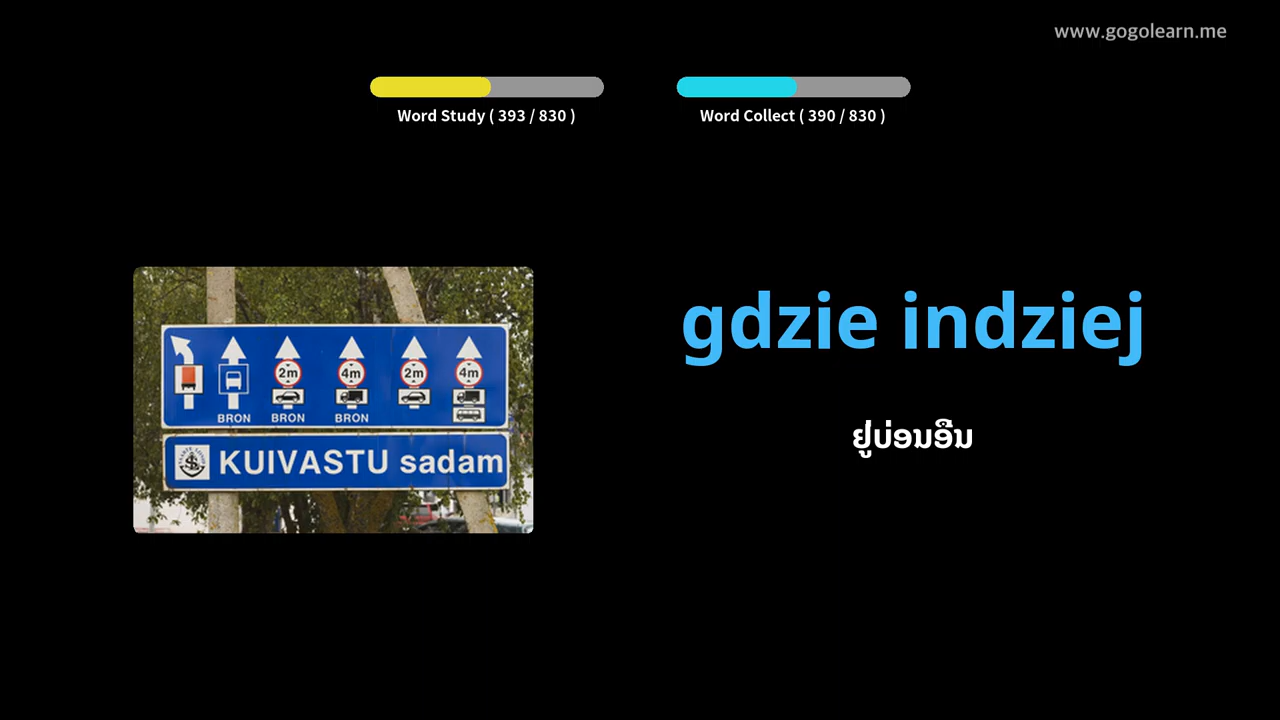 www.gogolearn.me
Word Study ( 393 / 830 )
Word Collect ( 390 / 830 )
gdzie indziej
ຢູ່ບ່ອນອື່ນ
2m 4m 2m 4m
BRON BRON BRON
KUIVASTU sadam